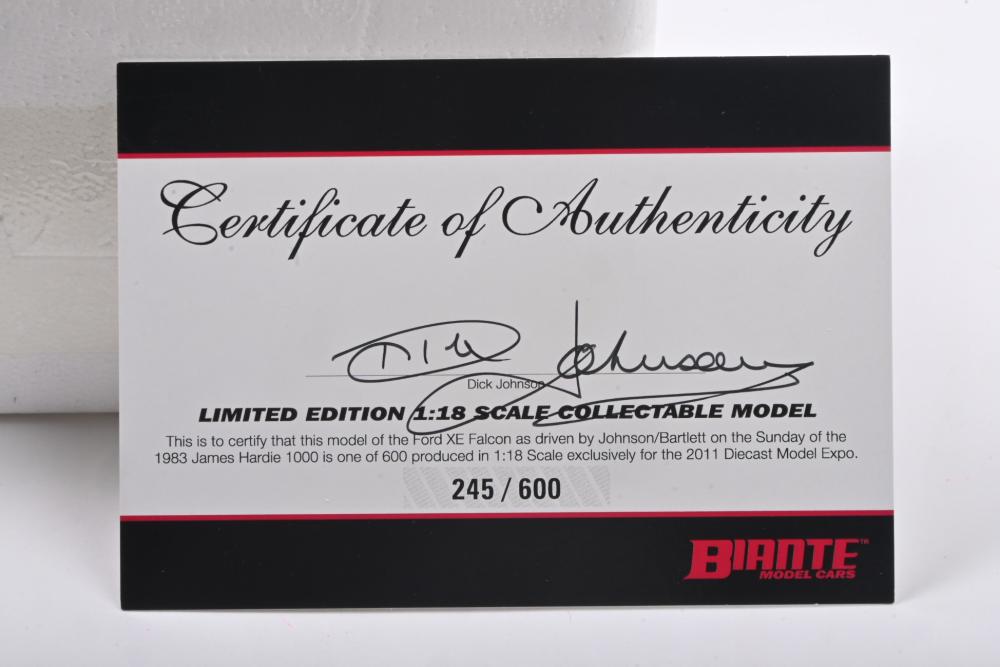 Certificate of Authenticity
Dick Johnson
Dick Johnson
LIMITED EDITION 1:18 SCALE COLLECTABLE MODEL
This is to certify that this model of the Ford XE Falcon as driven by Johnson/Bartlett on the Sunday of the
1983 James Hardie 1000 is one of 600 produced in 1:18 Scale exclusively for the 2011 Diecast Model Expo.
245 / 600
BIANTE™
MODEL CARS